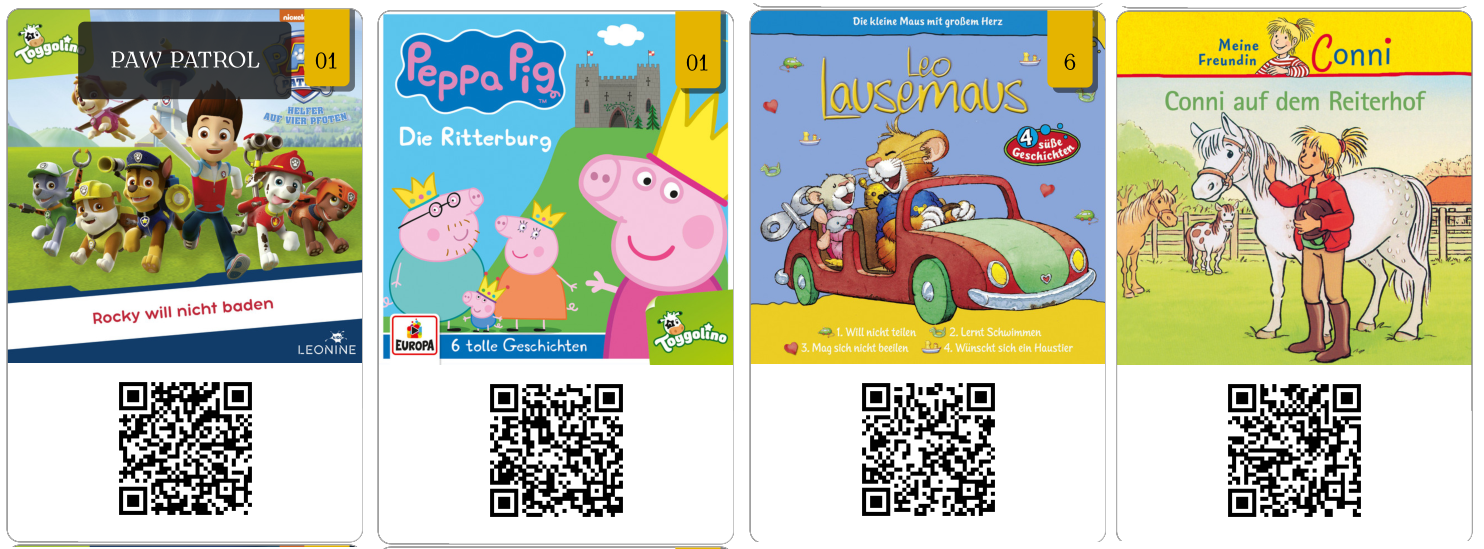 Toggolino
PAW PATROL
01
HELFER
AUF VIER PFOTEN
Rocky will nicht baden
LEONINE
Peppa Pig
TM
01
Die Ritterburg
EUROPA
6 tolle Geschichten
Toggolino
Die kleine Maus mit großem Herz
6
Leo
Lausemaus
4 süße
Geschichten
1. Will nicht teilen
2. Lernt Schwimmen
3. Mag sich nicht beeilen
4. Wünscht sich ein Haustier
Meine
Freundin
Conni
Conni auf dem Reiterhof